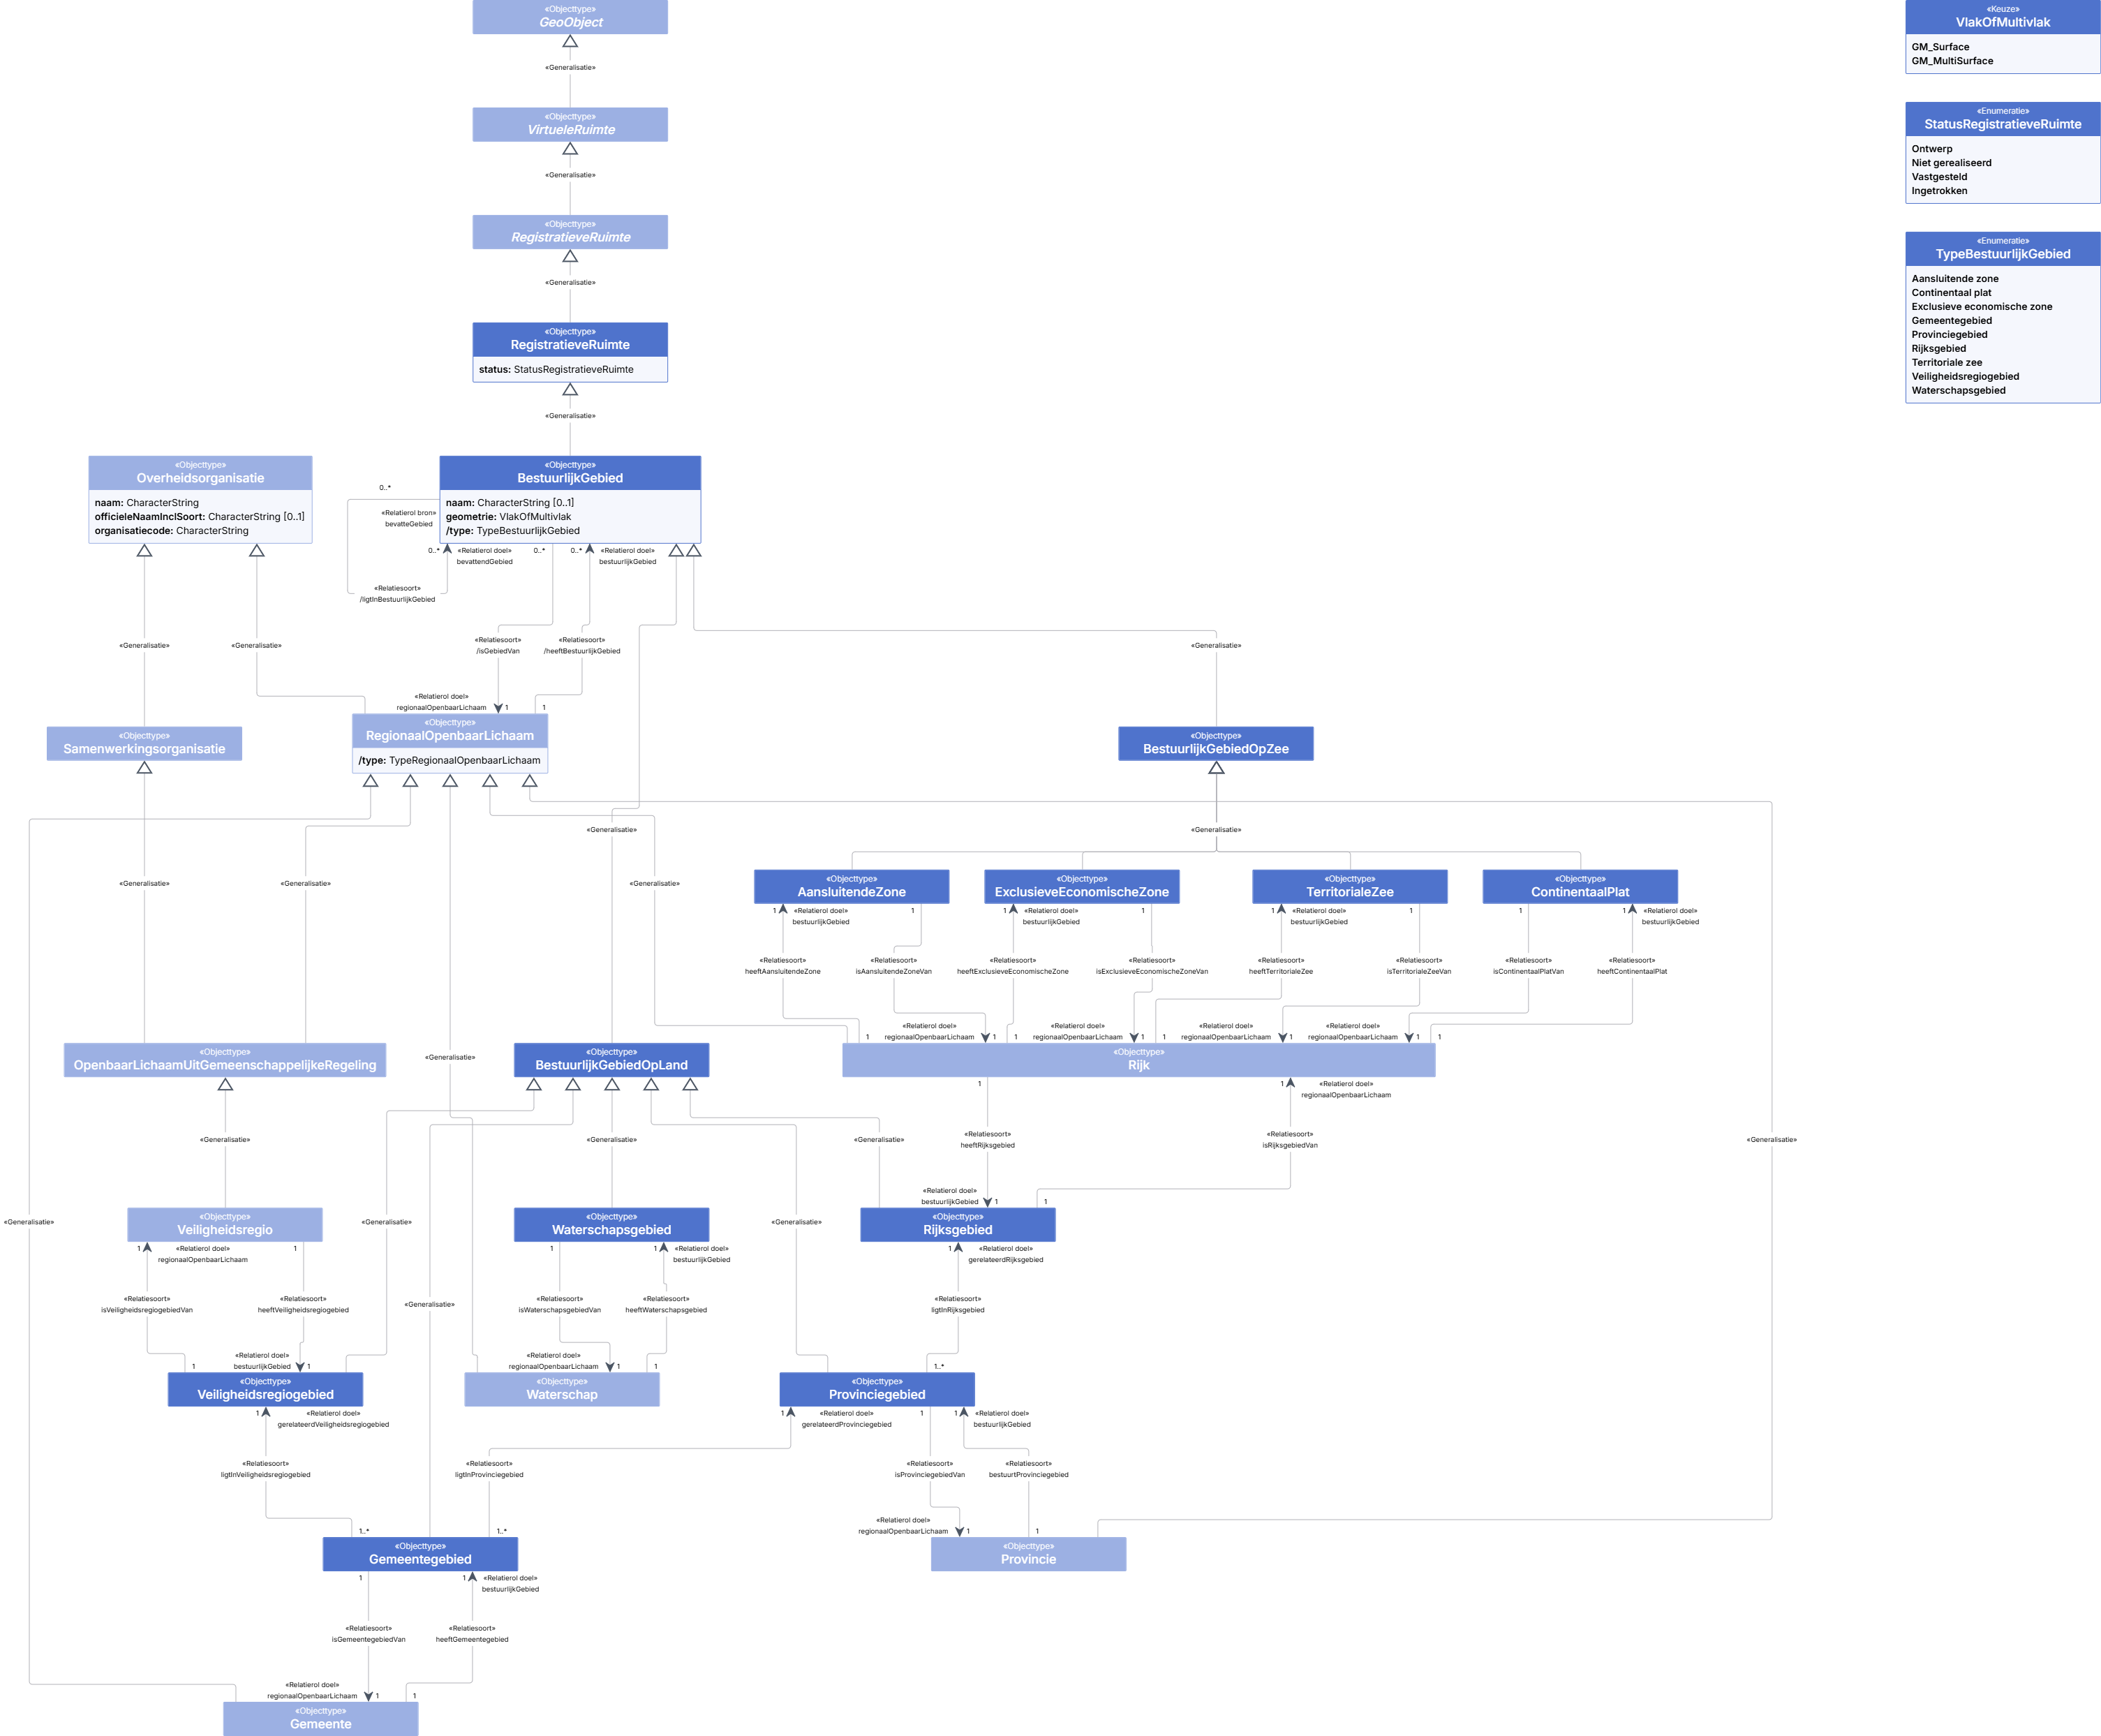 «Objecttype»
GeoObject
«Generalisatie»
«Objecttype»
VirtueleRuimte
«Generalisatie»
«Objecttype»
RegistratieveRuimte
«Generalisatie»
«Objecttype»
RegistratieveRuimte
status: StatusRegistratieveRuimte
«Generalisatie»
«Keuze»
VlakOfMultivlak
GM_Surface
GM_MultiSurface
«Enumeratie»
StatusRegistratieveRuimte
Ontwerp
Niet gerealiseerd
Vastgesteld
Ingetrokken
«Enumeratie»
TypeBestuurlijkGebied
Aansluitende zone
Continentaal plat
Exclusieve economische zone
Gemeentegebied
Provinciegebied
Rijksgebied
Territoriale zee
Veiligheidsregiogebied
Waterschapsgebied
«Objecttype»
Overheidsorganisatie
naam: CharacterString
officieleNaamInclSoort: CharacterString [0..1]
organisatiecode: CharacterString
«Objecttype»
BestuurlijkGebied
naam: CharacterString [0..1]
geometrie: VlakOfMultivlak
/type: TypeBestuurlijkGebied
0..*
«Relatierol bron»
bevatteGebied
0..*
«Relatierol doel»
bevattendGebied
0..*
0..*
«Relatierol doel»
bestuurlijkGebied
«Relatiesoort»
/ligtInBestuurlijkGebied
«Generalisatie»
«Generalisatie»
«Relatiesoort»
/isGebiedVan
«Relatiesoort»
/heeftBestuurlijkGebied
«Generalisatie»
«Relatierol doel»
regionaalOpenbaarLichaam
1
1
«Objecttype»
Samenwerkingsorganisatie
«Objecttype»
RegionaalOpenbaarLichaam
/type: TypeRegionaalOpenbaarLichaam
«Objecttype»
BestuurlijkGebiedOpZee
«Generalisatie»
«Generalisatie»
«Generalisatie»
«Generalisatie»
«Generalisatie»
«Objecttype»
AansluitendeZone
«Objecttype»
ExclusieveEconomischeZone
«Objecttype»
TerritorialeZee
«Objecttype»
ContinentaalPlat
1
«Relatierol doel»
bestuurlijkGebied
1
1
«Relatierol doel»
bestuurlijkGebied
1
1
«Relatierol doel»
bestuurlijkGebied
1
1
1
«Relatierol doel»
bestuurlijkGebied
«Relatiesoort»
heeftAansluitendeZone
«Relatiesoort»
isAansluitendeZoneVan
«Relatiesoort»
heeftExclusieveEconomischeZone
«Relatiesoort»
isExclusieveEconomischeZoneVan
«Relatiesoort»
heeftTerritorialeZee
«Relatiesoort»
isTerritorialeZeeVan
«Relatiesoort»
isContinentaalPlatVan
«Relatiesoort»
heeftContinentaalPlat
1
«Relatierol doel»
regionaalOpenbaarLichaam
1
1
«Relatierol doel»
regionaalOpenbaarLichaam
1
1
«Relatierol doel»
regionaalOpenbaarLichaam
1
«Relatierol doel»
regionaalOpenbaarLichaam
1
1
«Objecttype»
OpenbaarLichaamUitGemeenschappelijkeRegeling
«Generalisatie»
«Objecttype»
BestuurlijkGebiedOpLand
«Objecttype»
Rijk
1
1
«Relatierol doel»
regionaalOpenbaarLichaam
«Generalisatie»
«Generalisatie»
«Generalisatie»
«Relatiesoort»
heeftRijksgebied
«Relatiesoort»
isRijksgebiedVan
«Generalisatie»
«Relatierol doel»
bestuurlijkGebied
1
1
«Generalisatie»
«Objecttype»
Veiligheidsregio
«Generalisatie»
«Objecttype»
Waterschapsgebied
«Generalisatie»
«Objecttype»
Rijksgebied
1
«Relatierol doel»
regionaalOpenbaarLichaam
1
1
1
«Relatierol doel»
bestuurlijkGebied
1
«Relatierol doel»
gerelateerdRijksgebied
«Relatiesoort»
isVeiligheidsregiogebiedVan
«Relatiesoort»
heeftVeiligheidsregiogebied
«Generalisatie»
«Relatiesoort»
isWaterschapsgebiedVan
«Relatiesoort»
heeftWaterschapsgebied
«Relatiesoort»
ligtInRijksgebied
1
«Relatierol doel»
bestuurlijkGebied
1
«Relatierol doel»
regionaalOpenbaarLichaam
1
1
1..*
«Objecttype»
Veiligheidsregiogebied
«Objecttype»
Waterschap
«Objecttype»
Provinciegebied
1
«Relatierol doel»
gerelateerdVeiligheidsregiogebied
1
«Relatierol doel»
gerelateerdProvinciegebied
1
1
«Relatierol doel»
bestuurlijkGebied
«Relatiesoort»
ligtInVeiligheidsregiogebied
«Relatiesoort»
ligtInProvinciegebied
«Relatiesoort»
isProvinciegebiedVan
«Relatiesoort»
bestuurtProvinciegebied
1..*
1..*
«Relatierol doel»
regionaalOpenbaarLichaam
1
1
«Objecttype»
Gemeentegebied
«Objecttype»
Provincie
1
1
«Relatierol doel»
bestuurlijkGebied
«Relatiesoort»
isGemeentegebiedVan
«Relatiesoort»
heeftGemeentegebied
«Relatierol doel»
regionaalOpenbaarLichaam
1
1
«Objecttype»
Gemeente